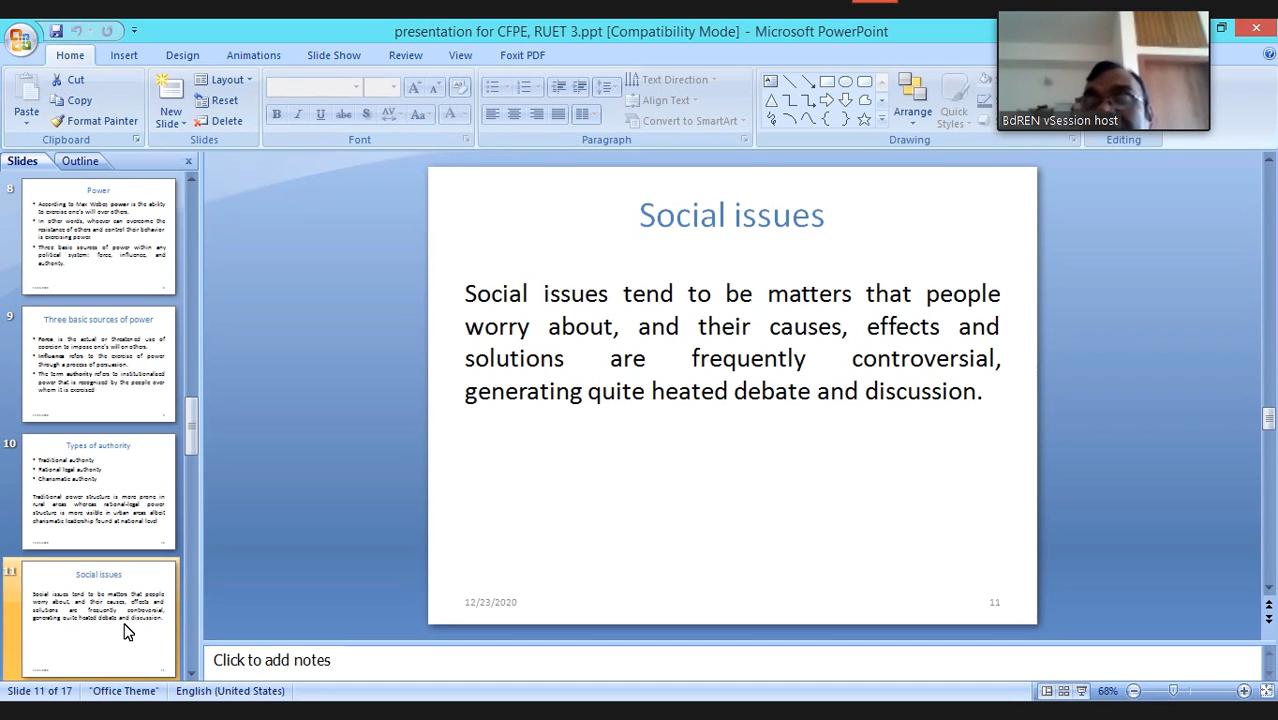 presentation for CFPE, RUET 3.ppt [Compatibility Mode] - Microsoft PowerPoint
Home Insert Design Animations Slide Show Review View Foxit PDF
Paste
Cut
Copy
Format Painter
Clipboard
New Slide
Layout
Reset
Delete
Slides
Font
Text Direction
Align Text
Convert to SmartArt
Paragraph
Arrange
Quick Styles
Drawing
Editing
BdREN vSession host
Slides Outline
8
Power
• According to Max Weber, power is the ability
to exercise one's will over others.
• In other words, whoever can overcome the
resistance of others and control their behavior
is exercising power
• Three basic sources of power within any
political system: force, influence, and
authority.
9
Three basic sources of power
• Force is the actual or threatened use of
coercion to impose one's will on others.
• Influence refers to the exercise of power
through a process of persuasion.
• The term authority refers to institutionalised
power that is recognised by the people over
whom it is exercised
10
Types of authority
• Traditional authority
• Rational legal authority
• Charismatic authority
Traditional power structure is more prone in
rural areas whereas rational-legal power
structure is more visible in urban areas albeit
charismatic leadership found at national level
11
Social issues
Social issues tend to be matters that people
worry about, and their causes, effects and
solutions are frequently controversial,
generating quite heated debate and discussion.
Social issues
Social issues tend to be matters that people
worry about, and their causes, effects and
solutions are frequently controversial,
generating quite heated debate and discussion.
12/23/2020
11
Click to add notes
Slide 11 of 17 "Office Theme" English (United States) 68%